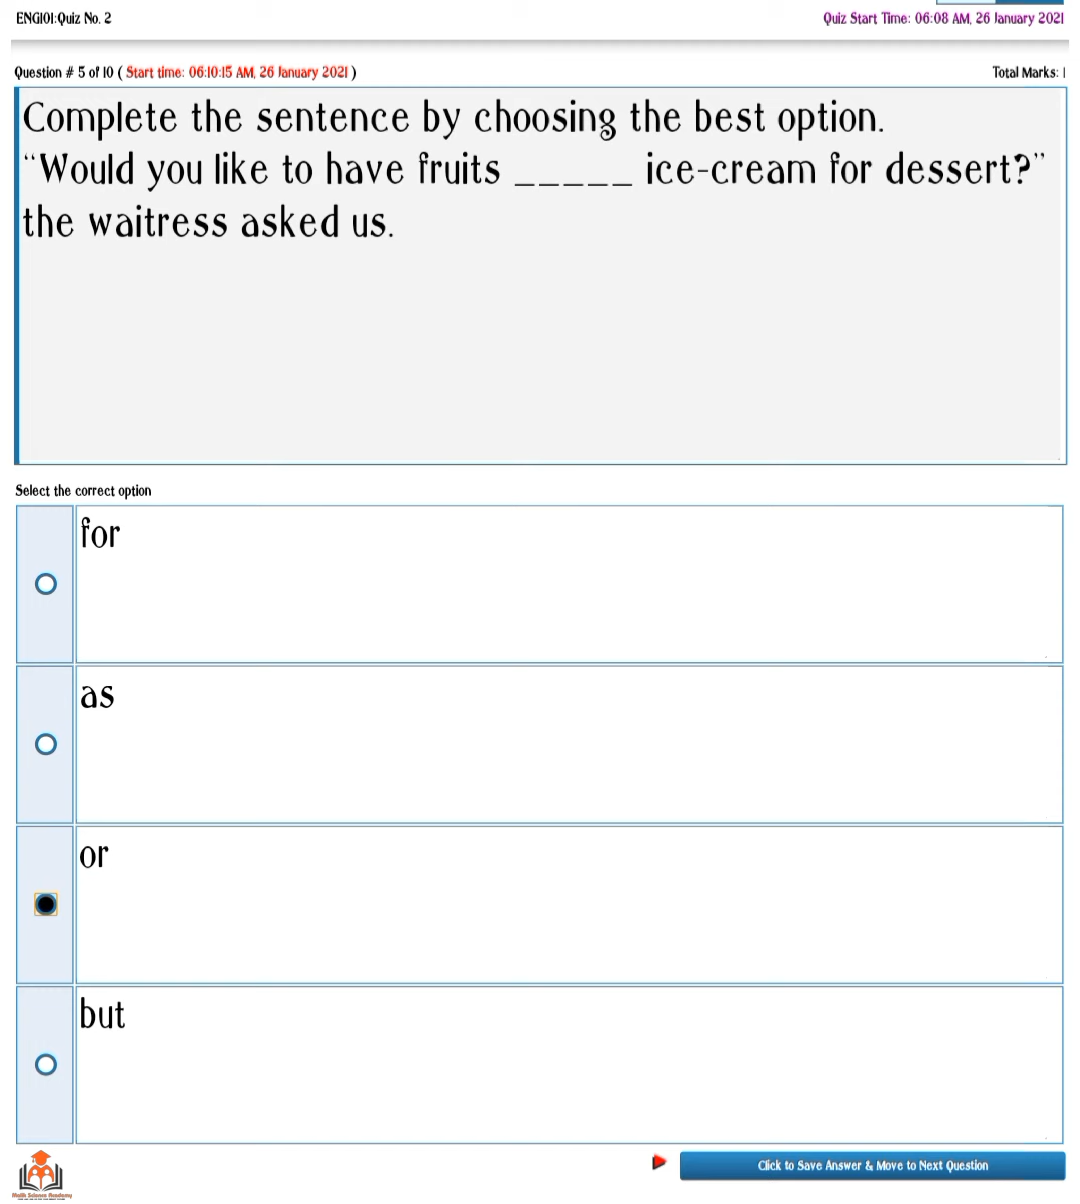 ENG101:Quiz No. 2
Quiz Start Time: 06:08 AM, 26 January 2021
Question # 5 of 10 ( Start time: 06:10:15 AM, 26 January 2021 )
Total Marks: 1
Complete the sentence by choosing the best option.
“Would you like to have fruits _____ ice-cream for dessert?”
the waitress asked us.
Select the correct option
for
as
or
but
Click to Save Answer & Move to Next Question
Malik Science Academy